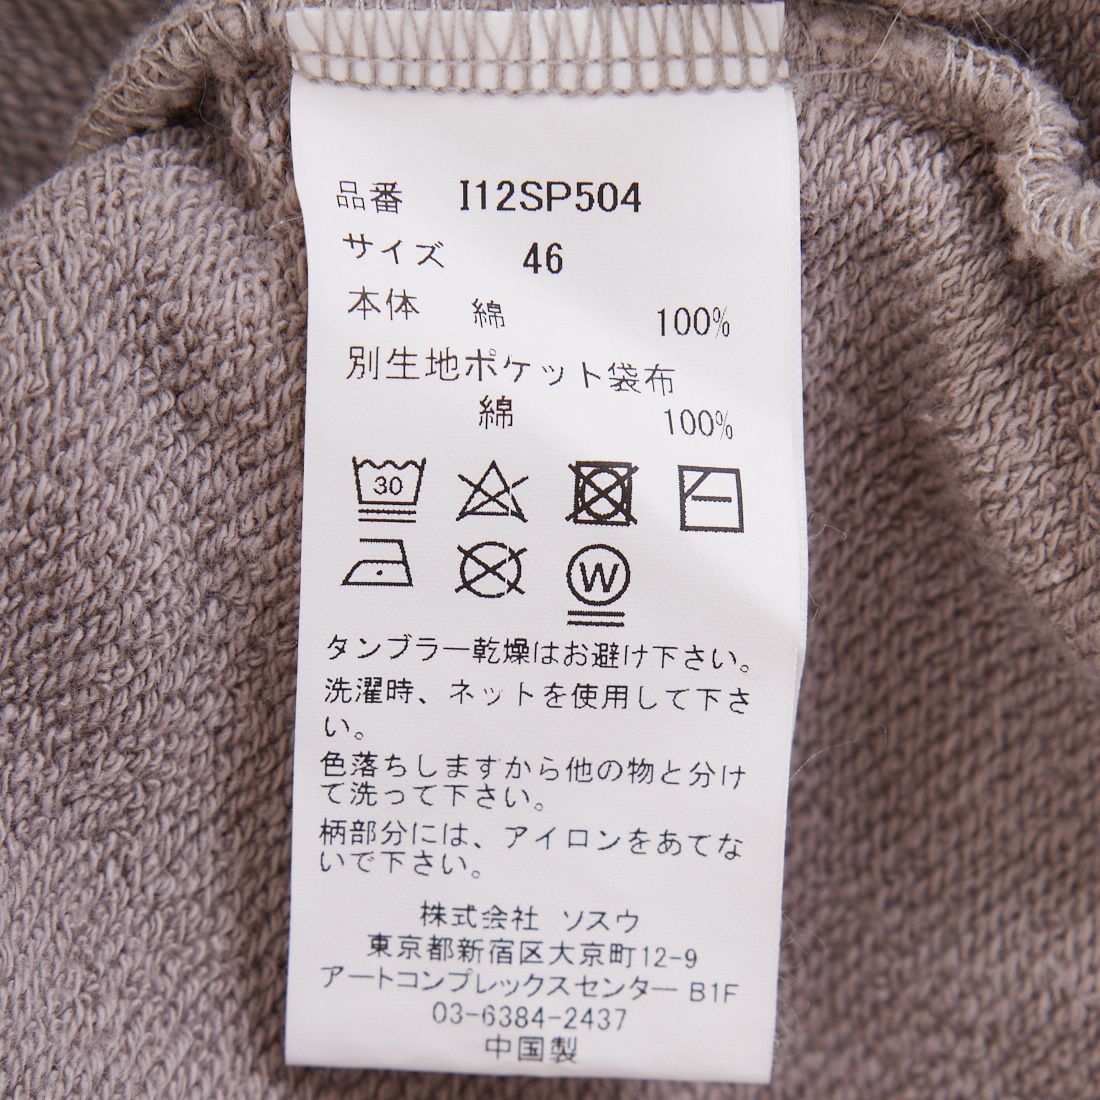 品番 I12SP504
サイズ 46
本体 綿 100%
別生地ポケット袋布
綿 100%
30
W
タンブラー乾燥はお避け下さい。
洗濯時、ネットを使用して下さ
い。
色落ちしますから他の物と分け
て洗って下さい。
柄部分には、アイロンをあてな
いで下さい。
株式会社 ソスウ
東京都新宿区大京町12-9
アートコンプレックスセンター B1F
03-6384-2437
中国製